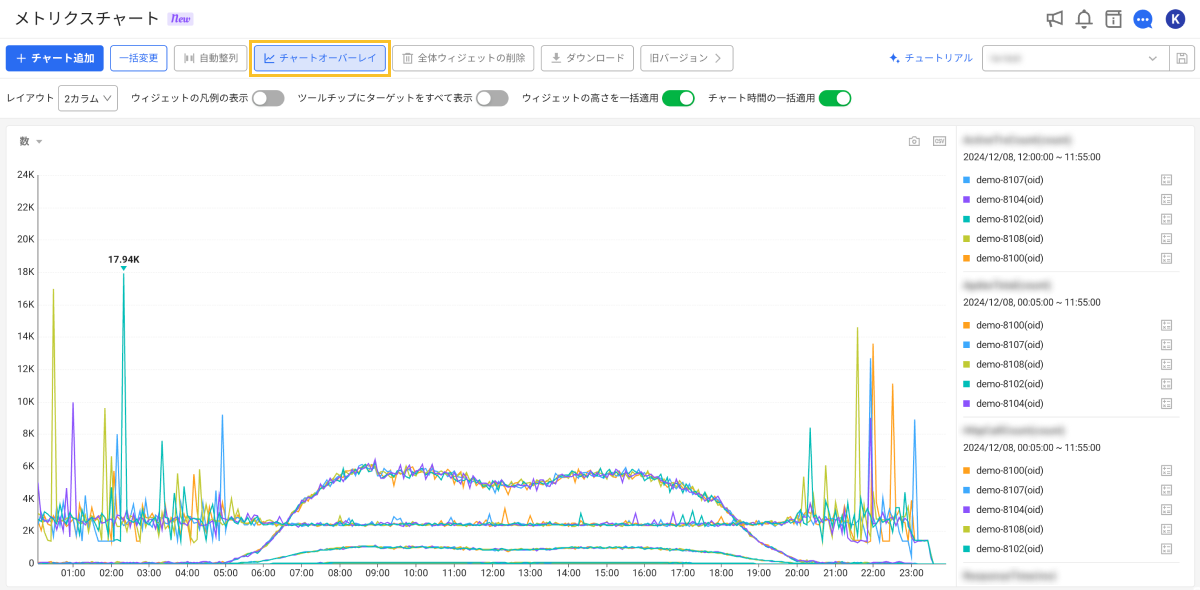 メトリクスチャート New
K
+ チャート追加 一括変更 自動整列 チャートオーバーレイ 全体ウィジェットの削除 ダウンロード 旧バージョン チュートリアル
レイアウト 2カラム ウィジェットの凡例の表示 ツールチップにターゲットをすべて表示 ウィジェットの高さを一括適用 チャート時間の一括適用
数
CSV
24K
22K
20K
18K
16K
14K
12K
10K
8K
6K
4K
2K
0
17.94K
01:00 02:00 03:00 04:00 05:00 06:00 07:00 08:00 09:00 10:00 11:00 12:00 13:00 14:00 15:00 16:00 17:00 18:00 19:00 20:00 21:00 22:00 23:00
2024/12/08, 12:00:00 ~ 11:55:00
demo-8107(oid)
demo-8104(oid)
demo-8102(oid)
demo-8108(oid)
demo-8100(oid)
2024/12/08, 00:05:00 ~ 11:55:00
demo-8100(oid)
demo-8107(oid)
demo-8108(oid)
demo-8102(oid)
demo-8104(oid)
2024/12/08, 00:05:00 ~ 11:55:00
demo-8100(oid)
demo-8107(oid)
demo-8104(oid)
demo-8108(oid)
demo-8102(oid)